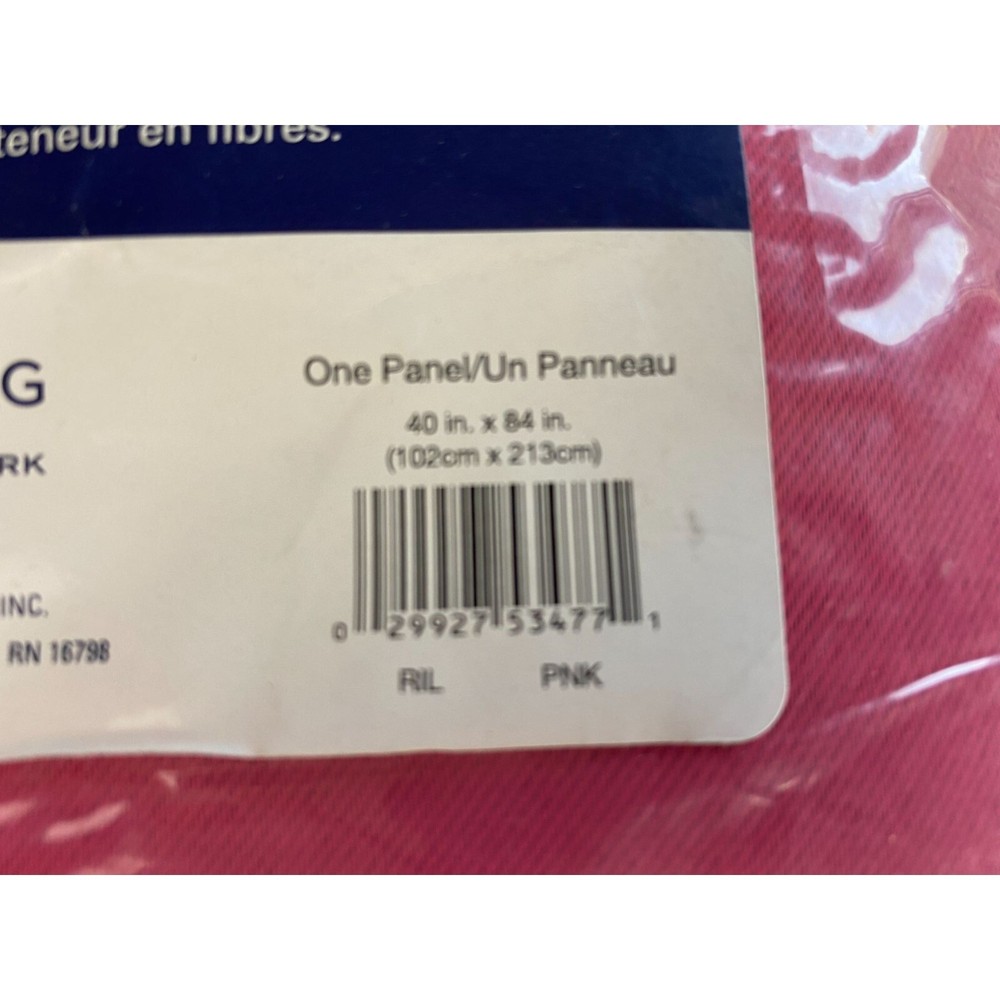 teneur en fibres.
G
One Panel/Un Panneau
40 in. x 84 in.
RK
(102cm x 213cm)
INC.
0 29927 53477 1
RN 16798
RIL PNK